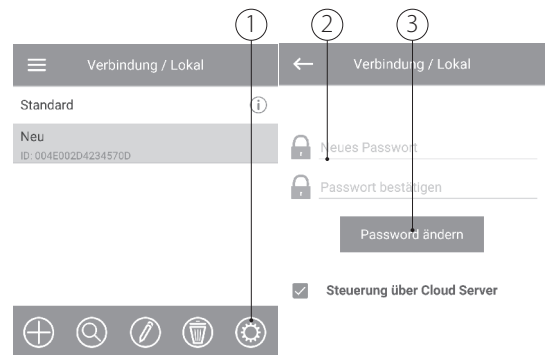 1
2
3
Verbindung / Lokal
Standard
i
Neu
ID: 004E002D4234570D
Verbindung / Lokal
Neues Passwort
Passwort bestätigen
Password ändern
Steuerung über Cloud Server